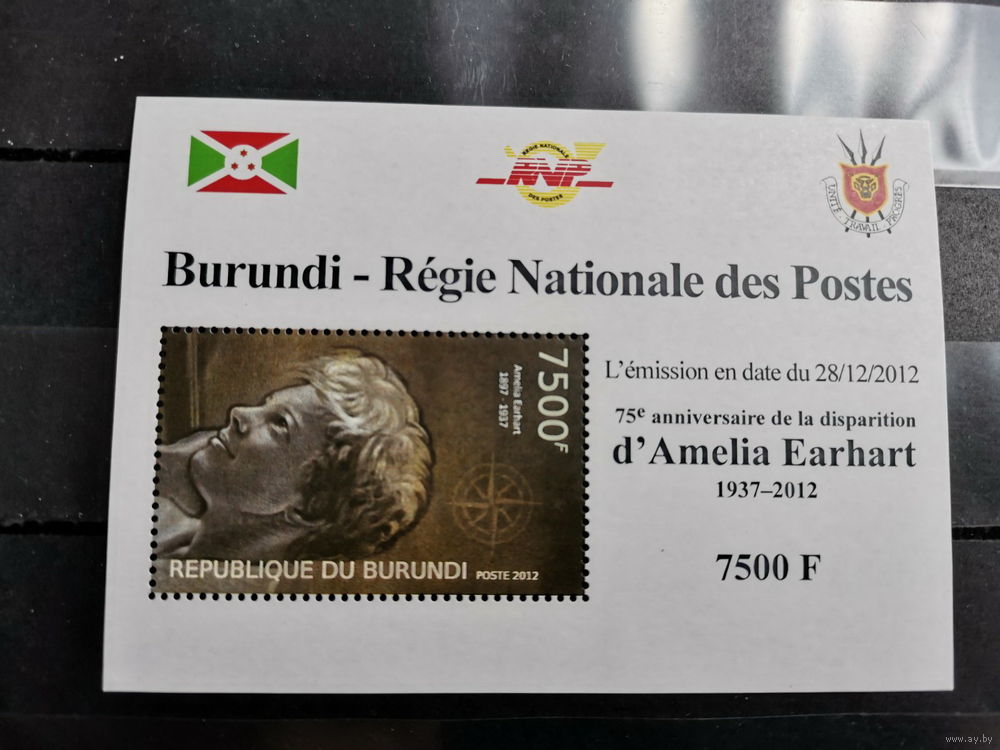 RÉGIE NATIONALE
RNP
DES POSTES
UNITÉ - TRAVAIL - PROGRÈS
Burundi - Régie Nationale des Postes
7500F
Amelia Earhart
1897 - 1937
REPUBLIQUE DU BURUNDI POSTE 2012
L'émission en date du 28/12/2012
75e anniversaire de la disparition
d'Amelia Earhart
1937–2012
7500 F
www.ay.by